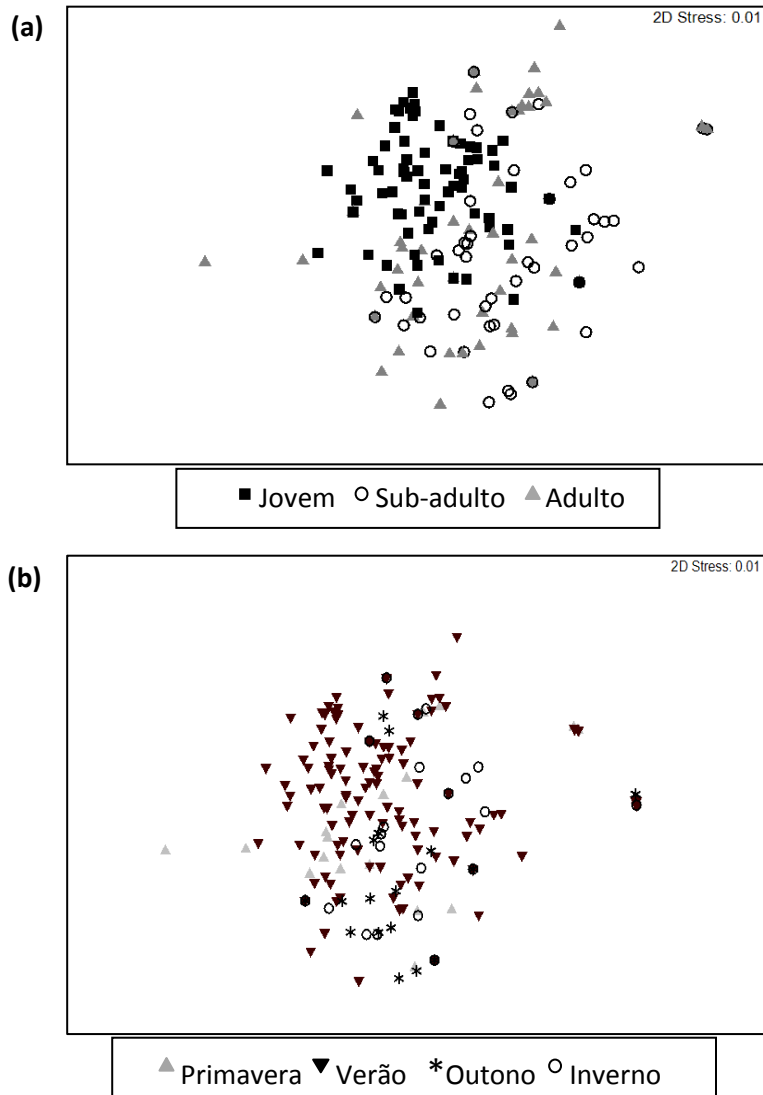 (a)
2D Stress: 0.01
Jovem Sub-adulto Adulto
(b)
2D Stress: 0.01
Primavera Verão Outono Inverno